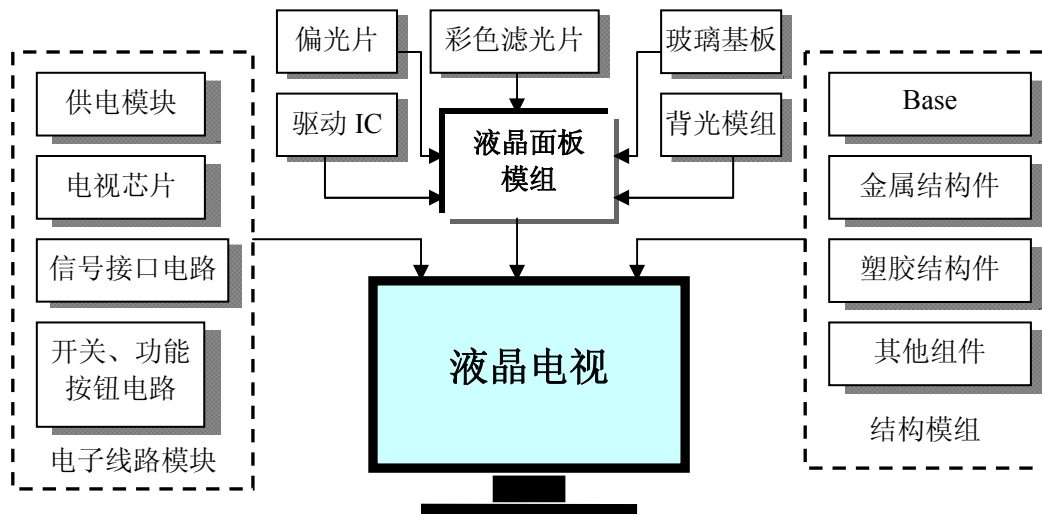 偏光片
彩色滤光片
玻璃基板
供电模块
Base
驱动 IC
液晶面板
模组
背光模组
电视芯片
金属结构件
信号接口电路
塑胶结构件
开关、功能
按钮电路
液晶电视
其他组件
电子线路模块
结构模组